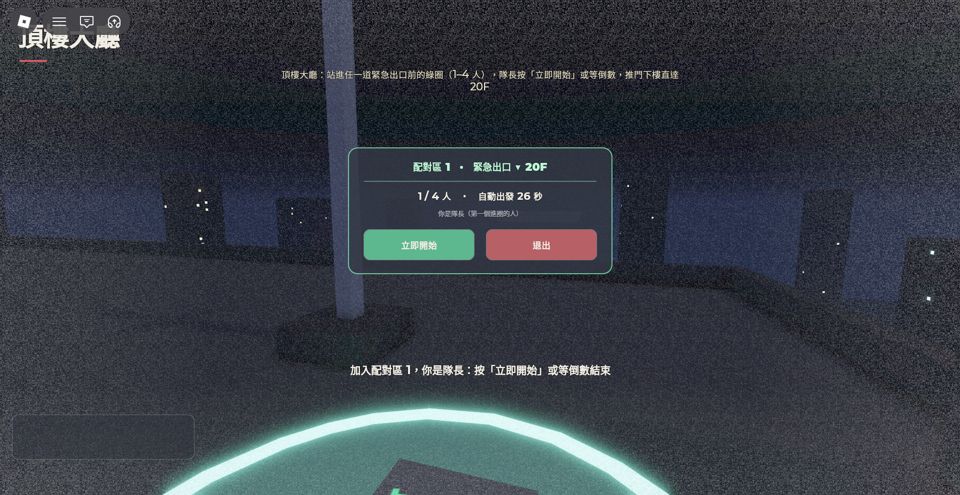 頂樓大廳
頂樓大廳：站進任一道緊急出口前的綠圈（1–4 人），隊長按「立即開始」或等倒數，推門下樓直達
20F
配對區 1 • 緊急出口 ▼ 20F
1 / 4 人 • 自動出發 26 秒
你是隊長（第一個進圈的人）
立即開始
退出
加入配對區 1，你是隊長：按「立即開始」或等倒數結束